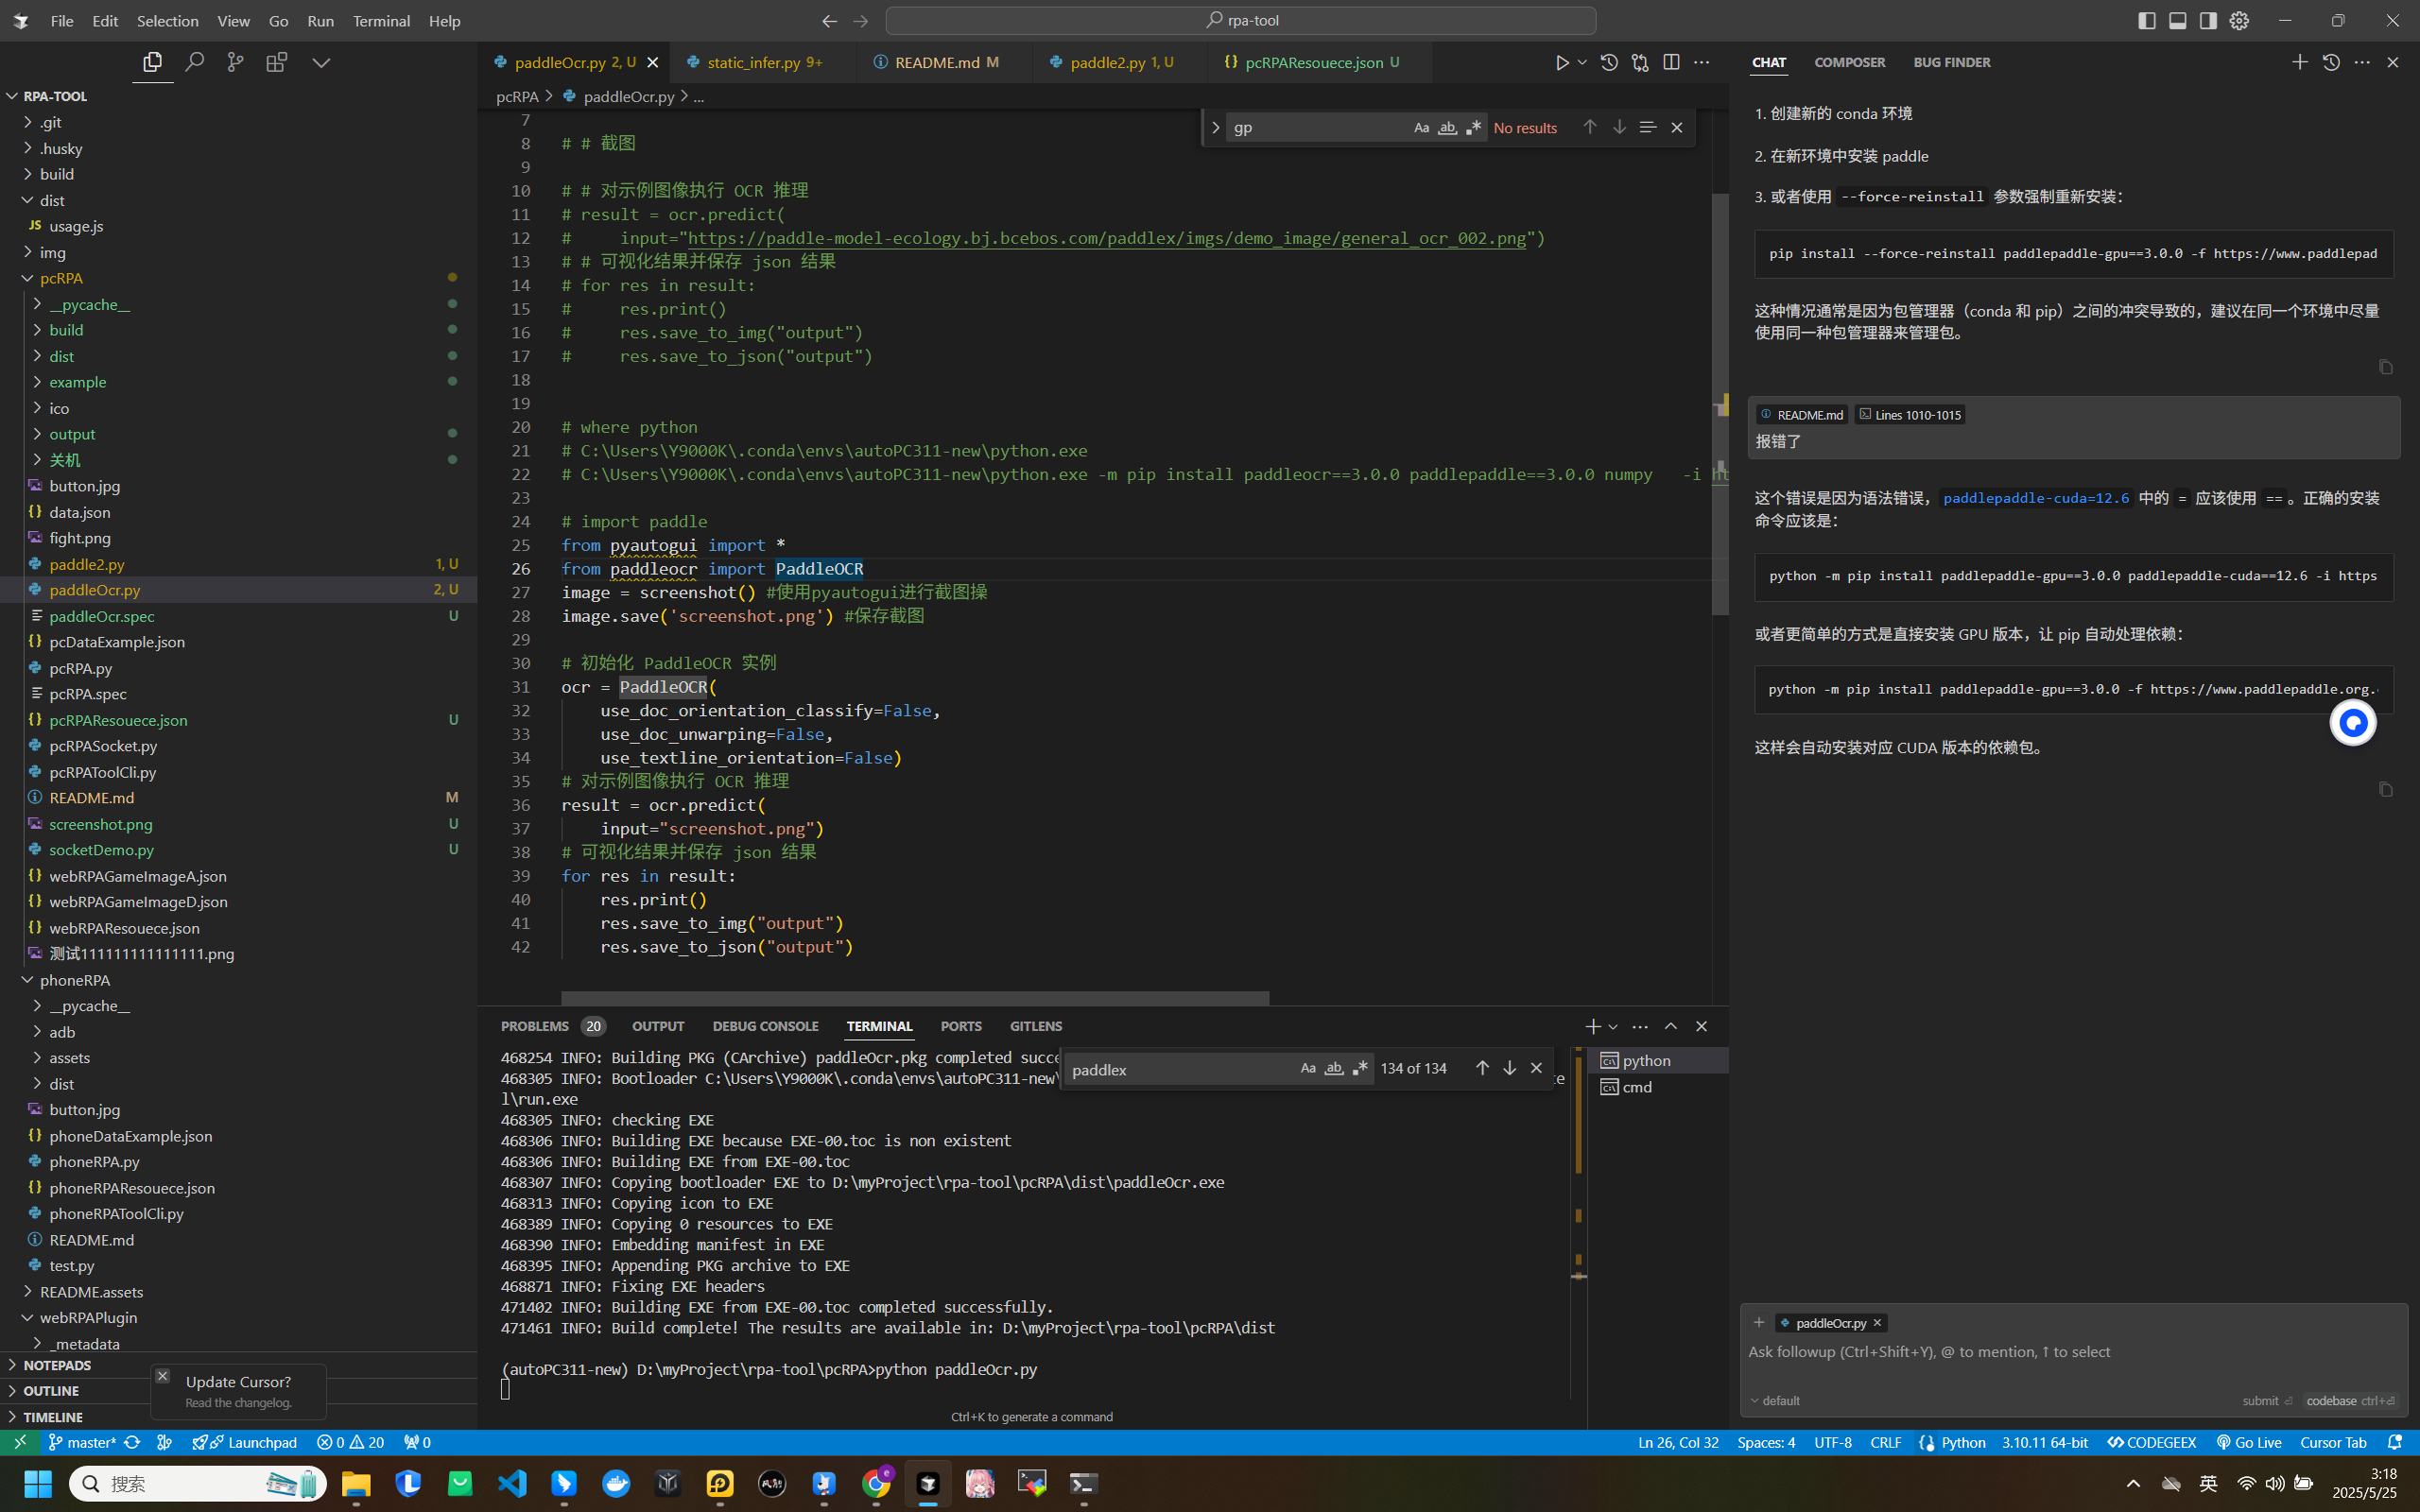 File Edit Selection View Go Run Terminal Help
rpa-tool
RPA-TOOL
.git
.husky
build
dist
JS usage.js
img
pcRPA
__pycache__
build
dist
example
ico
output
关机
button.jpg
{} data.json
fight.png
paddle2.py 1, U
paddleOcr.py 2, U
paddleOcr.spec U
{} pcDataExample.json
pcRPA.py
pcRPA.spec
{} pcRPAResouece.json U
pcRPASocket.py
pcRPAToolCli.py
README.md M
screenshot.png U
socketDemo.py U
{} webRPAGameImageA.json
{} webRPAGameImageD.json
{} webRPAResouece.json
测试111111111111111.png
phoneRPA
__pycache__
adb
assets
dist
button.jpg
{} phoneDataExample.json
phoneRPA.py
{} phoneRPAResouece.json
phoneRPAToolCli.py
README.md
test.py
README.assets
webRPAPlugin
_metadata
NOTEPADS
OUTLINE
TIMELINE
Update Cursor?
Read the changelog.
paddleOcr.py 2, U
static_infer.py 9+
README.md M
paddle2.py 1, U
{} pcRPAResouece.json U
pcRPA > paddleOcr.py > ...
gp Aa ab No results
7
8 # # 截图
9
10 # # 对示例图像执行 OCR 推理
11 # result = ocr.predict(
12 #     input="https://paddle-model-ecology.bj.bcebos.com/paddlex/imgs/demo_image/general_ocr_002.png")
13 # # 可视化结果并保存 json 结果
14 # for res in result:
15 #     res.print()
16 #     res.save_to_img("output")
17 #     res.save_to_json("output")
18
19
20 # where python
21 # C:\Users\Y9000K\.conda\envs\autoPC311-new\python.exe
22 # C:\Users\Y9000K\.conda\envs\autoPC311-new\python.exe -m pip install paddleocr==3.0.0 paddlepaddle==3.0.0 numpy   -i ht
23
24 # import paddle
25 from pyautogui import *
26 from paddleocr import PaddleOCR
27 image = screenshot() #使用pyautogui进行截图操
28 image.save('screenshot.png') #保存截图
29
30 # 初始化 PaddleOCR 实例
31 ocr = PaddleOCR(
32     use_doc_orientation_classify=False,
33     use_doc_unwarping=False,
34     use_textline_orientation=False)
35 # 对示例图像执行 OCR 推理
36 result = ocr.predict(
37     input="screenshot.png")
38 # 可视化结果并保存 json 结果
39 for res in result:
40     res.print()
41     res.save_to_img("output")
42     res.save_to_json("output")
PROBLEMS 20 OUTPUT DEBUG CONSOLE TERMINAL PORTS GITLENS
paddlex Aa ab 134 of 134
python
cmd
468254 INFO: Building PKG (CArchive) paddleOcr.pkg completed succe
468305 INFO: Bootloader C:\Users\Y9000K\.conda\envs\autoPC311-new\ te
l\run.exe
468305 INFO: checking EXE
468306 INFO: Building EXE because EXE-00.toc is non existent
468306 INFO: Building EXE from EXE-00.toc
468307 INFO: Copying bootloader EXE to D:\myProject\rpa-tool\pcRPA\dist\paddleOcr.exe
468313 INFO: Copying icon to EXE
468389 INFO: Copying 0 resources to EXE
468390 INFO: Embedding manifest in EXE
468395 INFO: Appending PKG archive to EXE
468871 INFO: Fixing EXE headers
471402 INFO: Building EXE from EXE-00.toc completed successfully.
471461 INFO: Build complete! The results are available in: D:\myProject\rpa-tool\pcRPA\dist
(autoPC311-new) D:\myProject\rpa-tool\pcRPA>python paddleOcr.py
Ctrl+K to generate a command
CHAT COMPOSER BUG FINDER
1. 创建新的 conda 环境
2. 在新环境中安装 paddle
3. 或者使用 --force-reinstall 参数强制重新安装：
pip install --force-reinstall paddlepaddle-gpu==3.0.0 -f https://www.paddlepad
这种情况通常是因为包管理器（conda 和 pip）之间的冲突导致的，建议在同一个环境中尽量
使用同一种包管理器来管理包。
README.md Lines 1010-1015
报错了
这个错误是因为语法错误，paddlepaddle-cuda=12.6 中的 = 应该使用 ==。正确的安装
命令应该是：
python -m pip install paddlepaddle-gpu==3.0.0 paddlepaddle-cuda==12.6 -i https
或者更简单的方式是直接安装 GPU 版本，让 pip 自动处理依赖：
python -m pip install paddlepaddle-gpu==3.0.0 -f https://www.paddlepaddle.org.
这样会自动安装对应 CUDA 版本的依赖包。
paddleOcr.py
Ask followup (Ctrl+Shift+Y), @ to mention, ↑ to select
default submit codebase ctrl+⏎
master* Launchpad 0 20 0
Ln 26, Col 32 Spaces: 4 UTF-8 CRLF Python 3.10.11 64-bit CODEGEEX Go Live Cursor Tab
搜索
英
3:18
2025/5/25